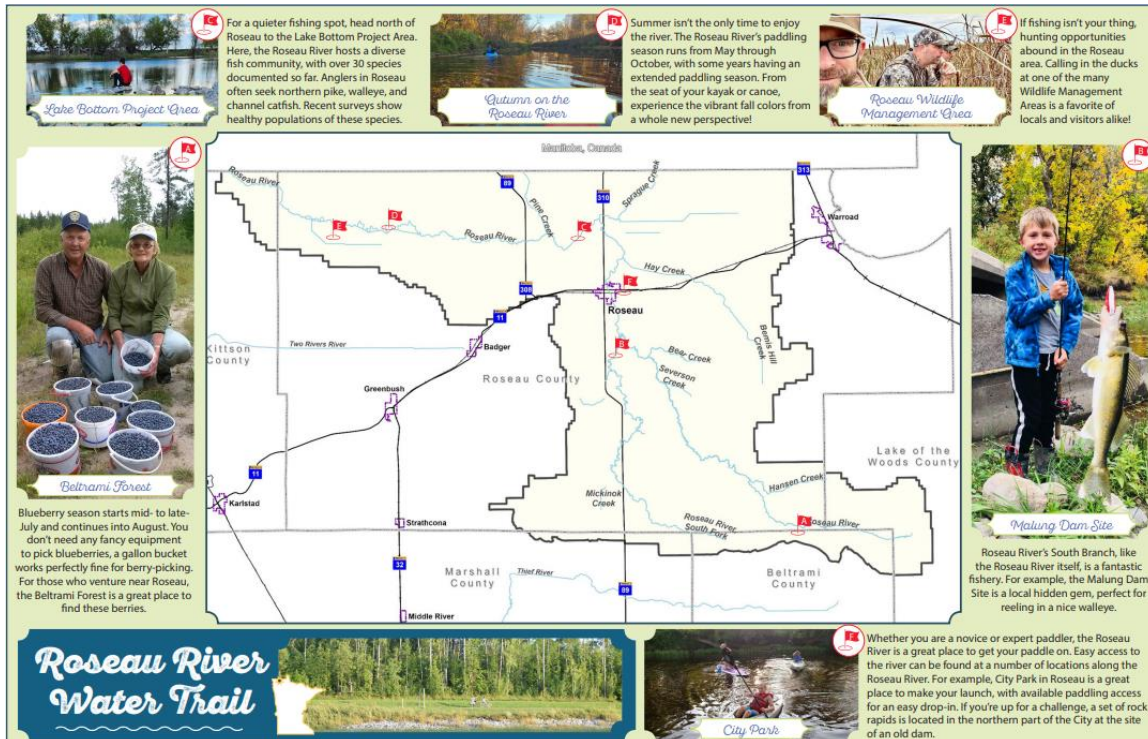 C
For a quieter fishing spot, head north of
Roseau to the Lake Bottom Project Area.
Here, the Roseau River hosts a diverse
fish community, with over 30 species
documented so far. Anglers in Roseau
often seek northern pike, walleye, and
channel catfish. Recent surveys show
healthy populations of these species.
Lake Bottom Project Area
D
Summer isn't the only time to enjoy
the river. The Roseau River's paddling
season runs from May through
October, with some years having an
extended paddling season. From
the seat of your kayak or canoe,
experience the vibrant fall colors from
a whole new perspective!
Autumn on the
Roseau River
E
If fishing isn't your thing,
hunting opportunities
abound in the Roseau
area. Calling in the ducks
at one of the many
Wildlife Management
Areas is a favorite of
locals and visitors alike!
Roseau Wildlife
Management Area
A
Beltrami Forest
Blueberry season starts mid- to late-
July and continues into August. You
don't need any fancy equipment
to pick blueberries, a gallon bucket
works perfectly fine for berry-picking.
For those who venture near Roseau,
the Beltrami Forest is a great place to
find these berries.
Manitoba, Canada
Roseau River
89
310
313
Pine Creek
Sprague Creek
Warroad
D
E
C
Roseau River
Hay Creek
308
F
Roseau
11
Two Rivers River
Badger
B
Bear Creek
Severson
Creek
Bemis Hill
Creek
Kittson
County
Roseau County
Greenbush
Lake of the
Woods County
11
Hansen Creek
Karlstad
Mickinok
Creek
Strathcona
Roseau River
South Fork
A
Roseau River
32
Marshall
County
Thief River
Beltrami
County
89
Middle River
B
Malung Dam Site
Roseau River's South Branch, like
the Roseau River itself, is a fantastic
fishery. For example, the Malung Dam
Site is a local hidden gem, perfect for
reeling in a nice walleye.
Roseau River
Water Trail
F
City Park
Whether you are a novice or expert paddler, the Roseau
River is a great place to get your paddle on. Easy access to
the river can be found at a number of locations along the
Roseau River. For example, City Park in Roseau is a great
place to make your launch, with available paddling access
for an easy drop-in. If you're up for a challenge, a set of rock
rapids is located in the northern part of the City at the site
of an old dam.